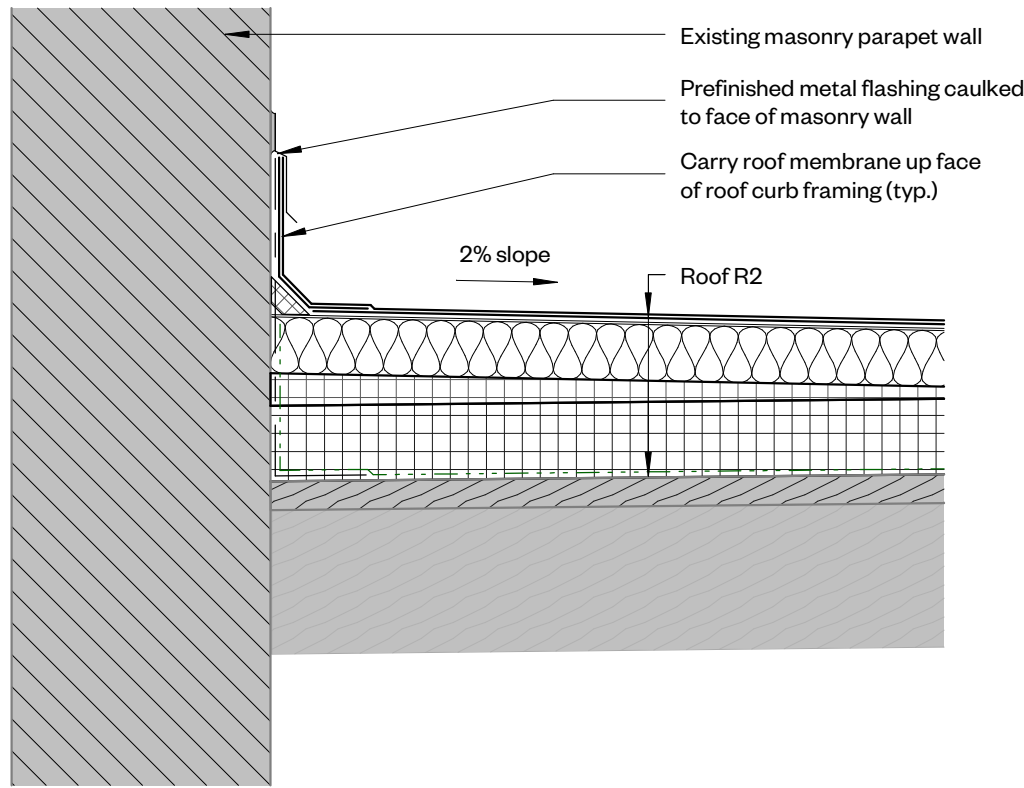 Existing masonry parapet wall
Prefinished metal flashing caulked
to face of masonry wall
Carry roof membrane up face
of roof curb framing (typ.)
2% slope
Roof R2